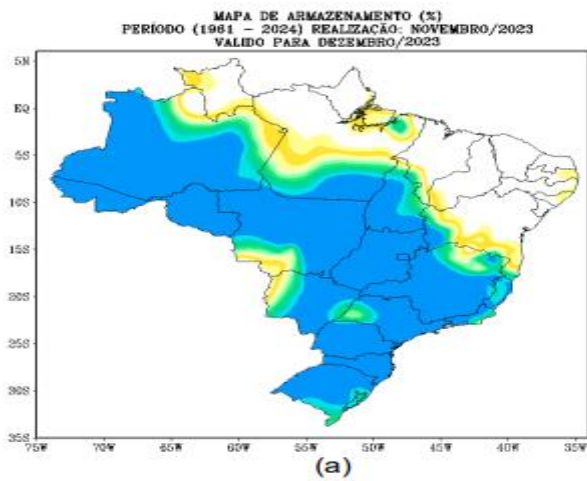 MAPA DE ARMAZENAMENTO (%)
PERÍODO (1961 – 2024) REALIZAÇÃO: NOVEMBRO/2023
VALIDO PARA DEZEMBRO/2023
5N
EQ
5S
10S
15S
20S
25S
30S
35S
75W 70W 65W 60W 55W 50W 45W 40W 35W
(a)